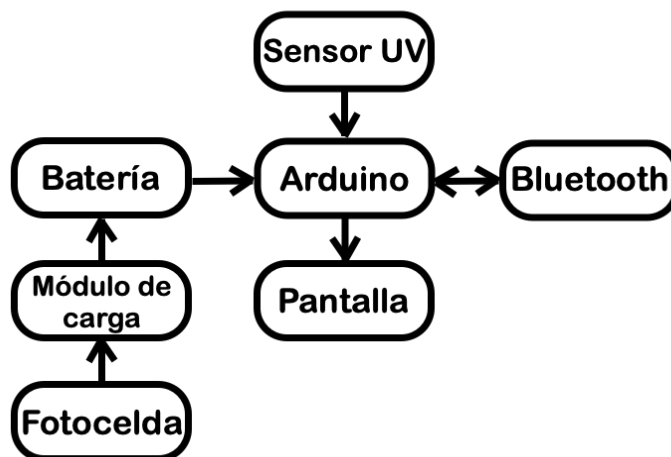 Sensor UV
Batería
Arduino
Bluetooth
Módulo de
carga
Pantalla
Fotocelda